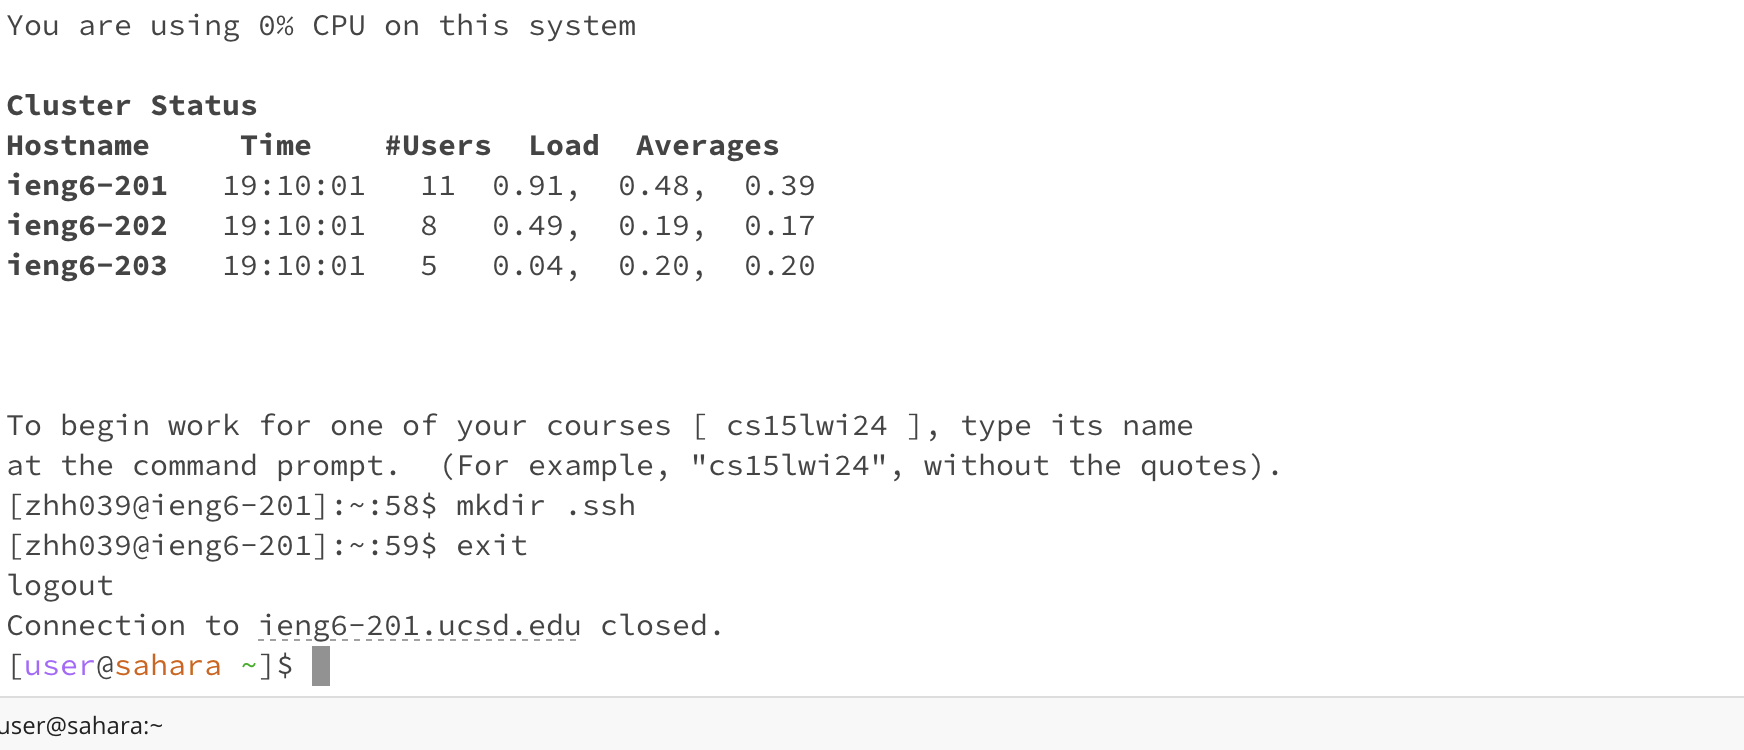 You are using 0% CPU on this system
Cluster Status
Hostname     Time    #Users  Load  Averages
ieng6-201   19:10:01   11  0.91,  0.48,  0.39
ieng6-202   19:10:01   8   0.49,  0.19,  0.17
ieng6-203   19:10:01   5   0.04,  0.20,  0.20
To begin work for one of your courses [ cs15lwi24 ], type its name
at the command prompt.  (For example, "cs15lwi24", without the quotes).
[zhh039@ieng6-201]:~:58$ mkdir .ssh
[zhh039@ieng6-201]:~:59$ exit
logout
Connection to ieng6-201.ucsd.edu closed.
[user@sahara ~]$
user@sahara:~